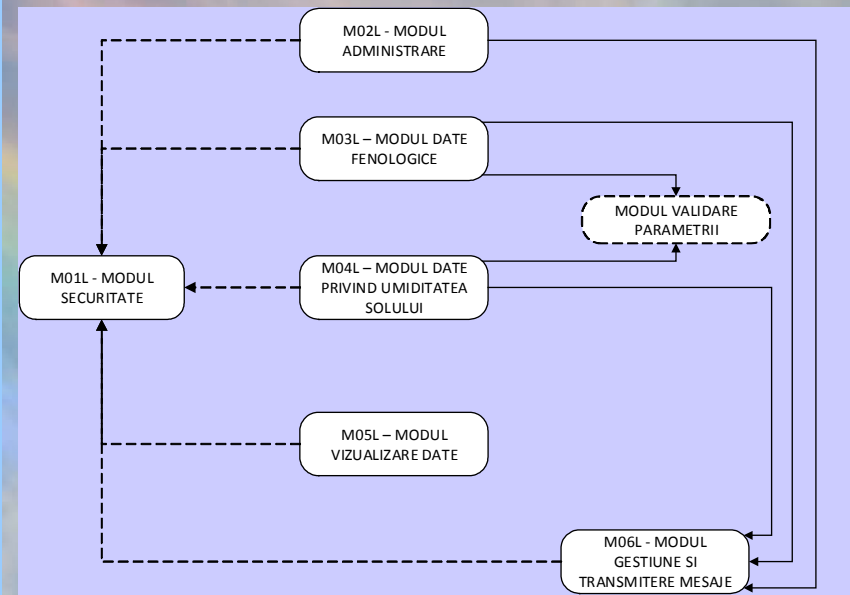 M02L - MODUL
ADMINISTRARE
M03L – MODUL DATE
FENOLOGICE
MODUL VALIDARE
PARAMETRII
M01L - MODUL
SECURITATE
M04L – MODUL DATE
PRIVIND UMIDITATEA
SOLULUI
M05L – MODUL
VIZUALIZARE DATE
M06L - MODUL
GESTIUNE SI
TRANSMITERE MESAJE